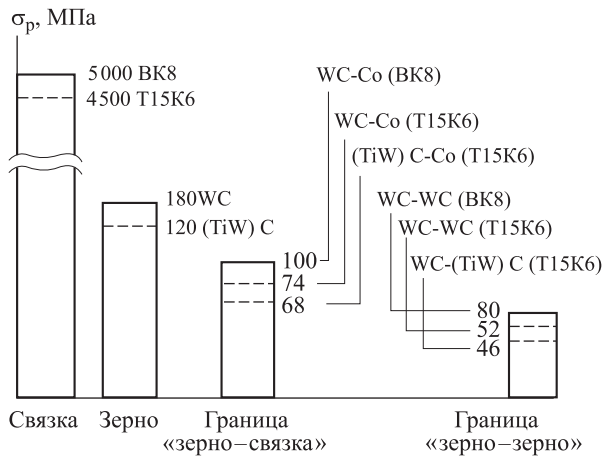 σр, МПа
5000 ВК8
4500 Т15К6
180WC
120 (TiW) C
WC-Co (ВК8)
WC-Co (Т15К6)
(TiW) C-Co (Т15К6)
100
74
68
WC-WC (ВК8)
WC-WC (Т15К6)
WC-(TiW) C (Т15К6)
80
52
46
Связка
Зерно
Граница
«зерно–связка»
Граница
«зерно–зерно»